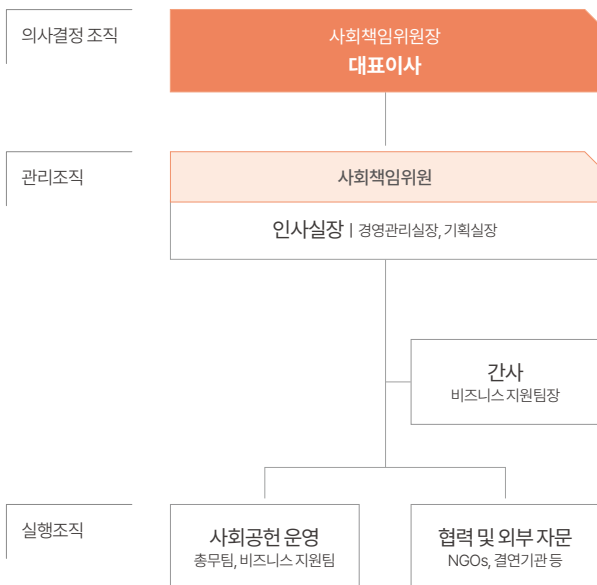 의사결정 조직
사회책임위원장
대표이사
관리조직
사회책임위원
인사실장 | 경영관리실장, 기획실장
간사
비즈니스 지원팀장
실행조직
사회공헌 운영
총무팀, 비즈니스 지원팀
협력 및 외부 자문
NGOs, 결연기관 등